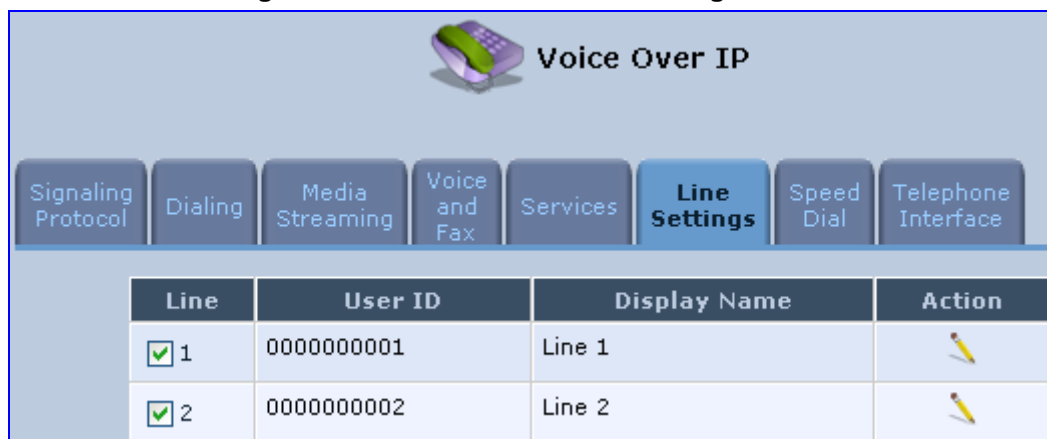 Voice Over IP
Signaling Protocol
Dialing
Media Streaming
Voice and Fax
Services
Line Settings
Speed Dial
Telephone Interface
Line User ID Display Name Action
1 0000000001 Line 1
2 0000000002 Line 2